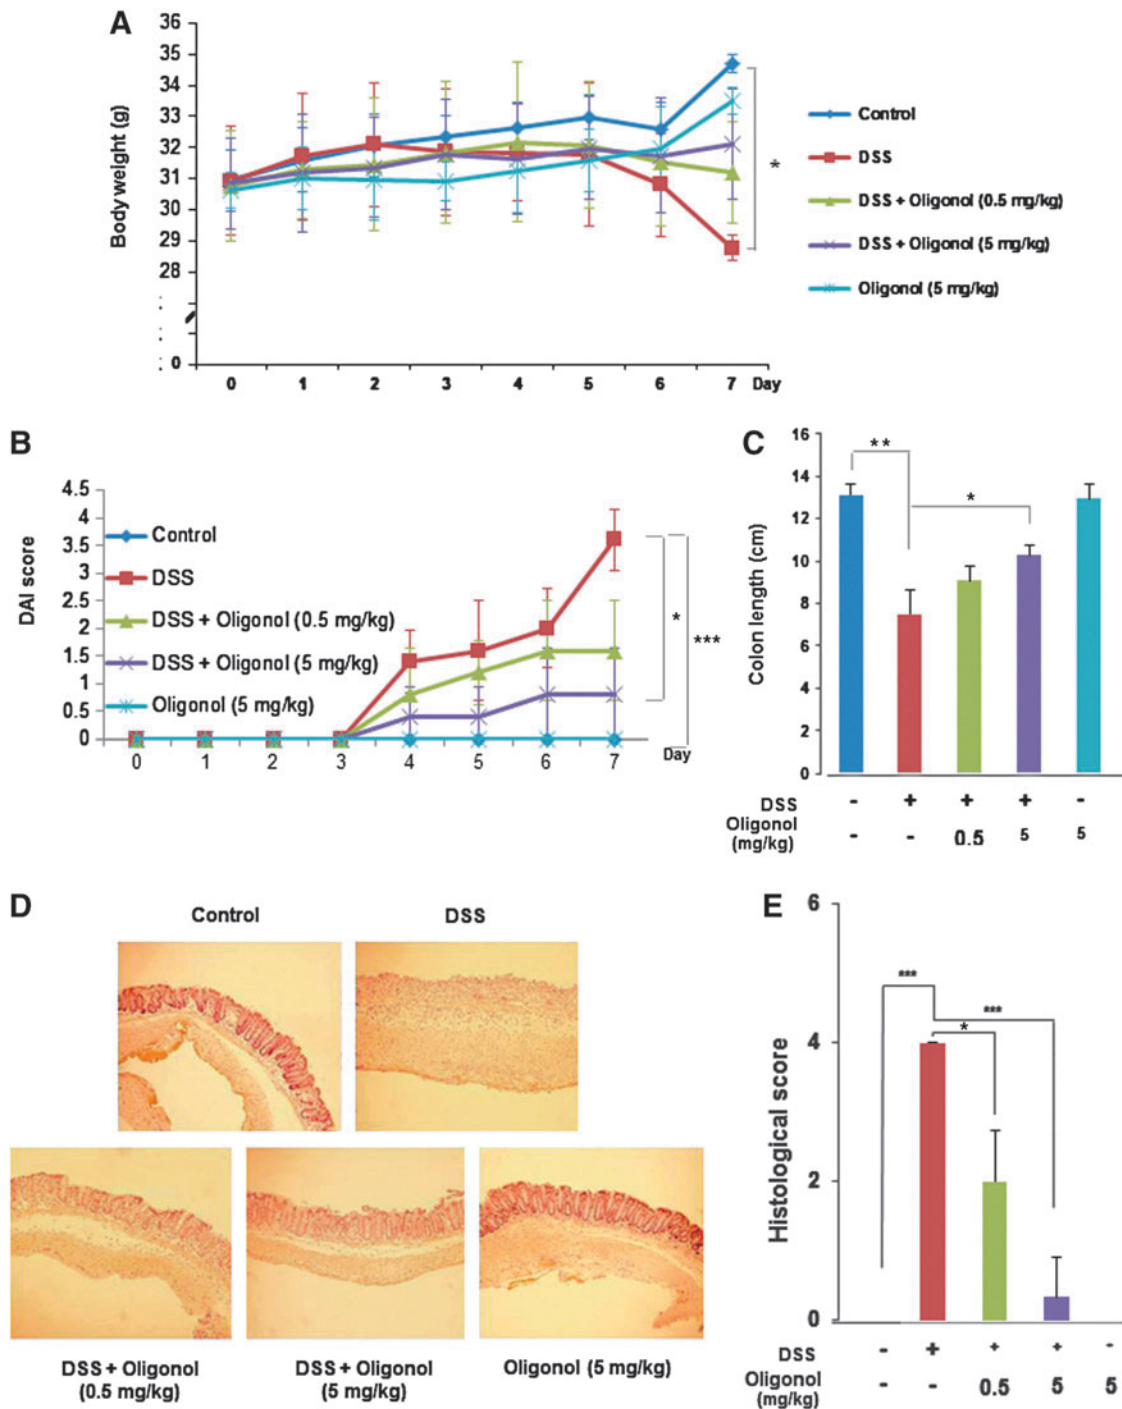 A
36
35
34
33
32
31
30
29
28
0
Body weight (g)
0 1 2 3 4 5 6 7 Day
*
Control
DSS
DSS + Oligonol (0.5 mg/kg)
DSS + Oligonol (5 mg/kg)
Oligonol (5 mg/kg)
B
4.5
4
3.5
3
2.5
2
1.5
1
0.5
0
DAI score
Control
DSS
DSS + Oligonol (0.5 mg/kg)
DSS + Oligonol (5 mg/kg)
Oligonol (5 mg/kg)
0 1 2 3 4 5 6 7
Day
*
***
C
16
14
12
10
8
6
4
2
0
Colon length (cm)
**
*
DSS - + + + -
Oligonol (mg/kg) - - 0.5 5 5
D
Control
DSS
DSS + Oligonol (0.5 mg/kg)
DSS + Oligonol (5 mg/kg)
Oligonol (5 mg/kg)
E
6
4
2
0
Histological score
***
***
*
DSS - + + + -
Oligonol (mg/kg) - - 0.5 5 5